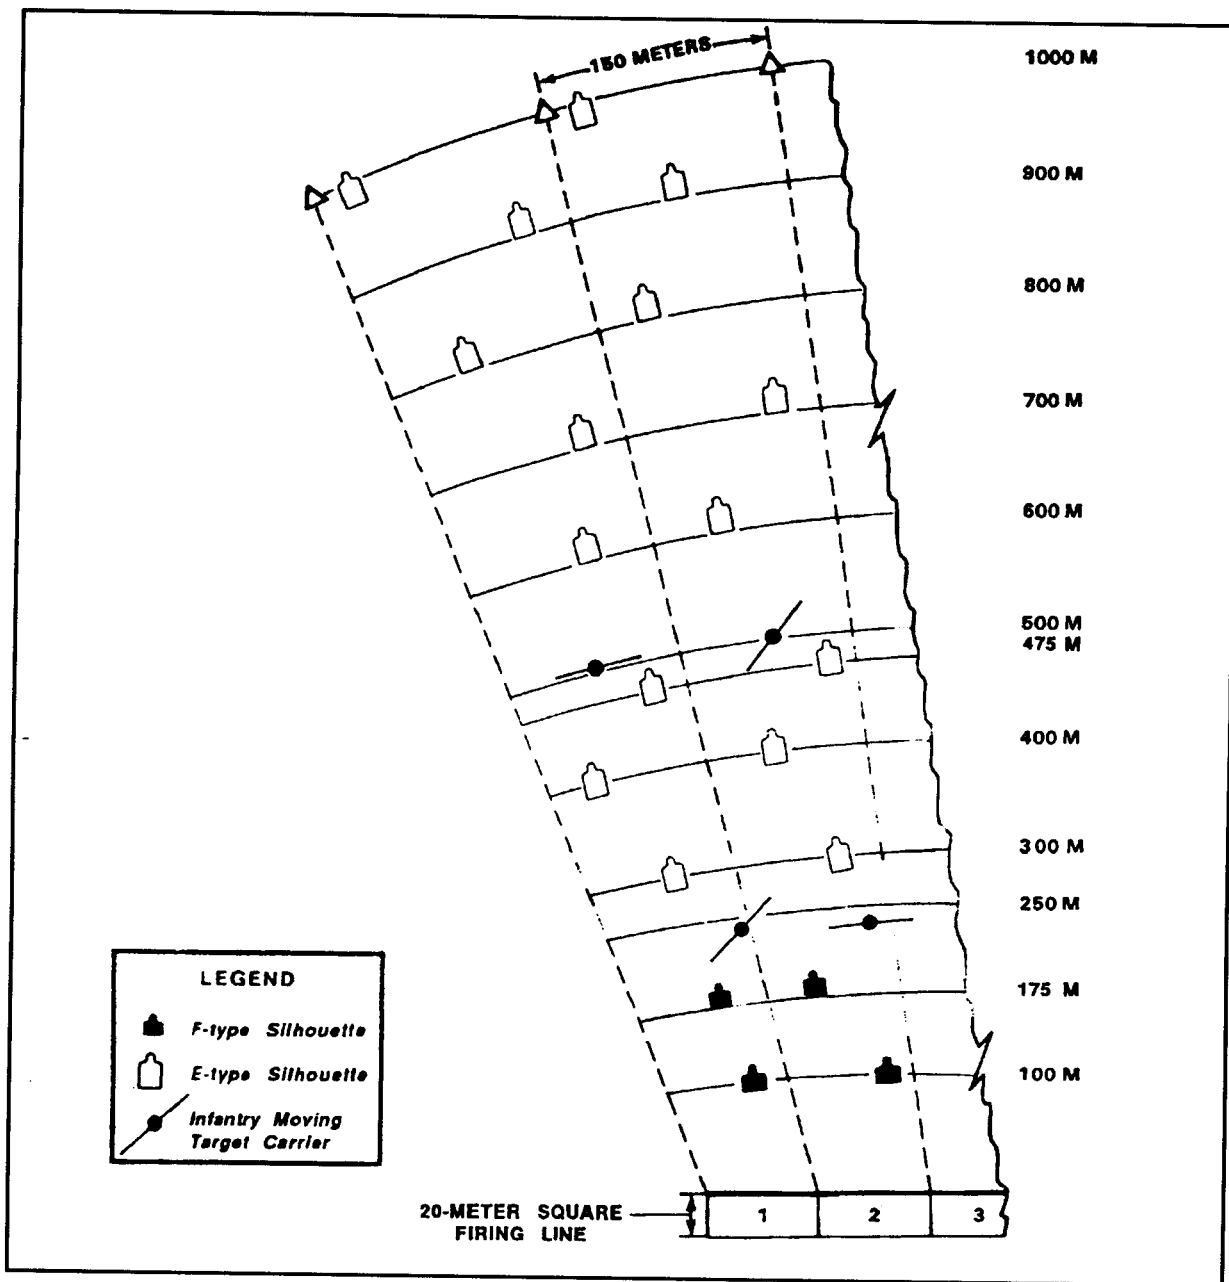 150 METERS
1000 M
900 M
800 M
700 M
600 M
500 M
475 M
400 M
300 M
250 M
175 M
100 M
LEGEND
F-type Silhouette
E-type Silhouette
Infantry Moving
Target Carrier
20-METER SQUARE
FIRING LINE
1
2
3